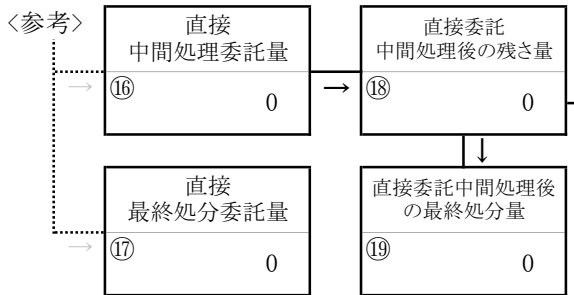 〈参考〉
直接
中間処理委託量
→
⑯
0
→
直接委託
中間処理後の残さ量
⑱
0
↓
直接
最終処分委託量
→
⑰
0
直接委託中間処理後
の最終処分量
⑲
0